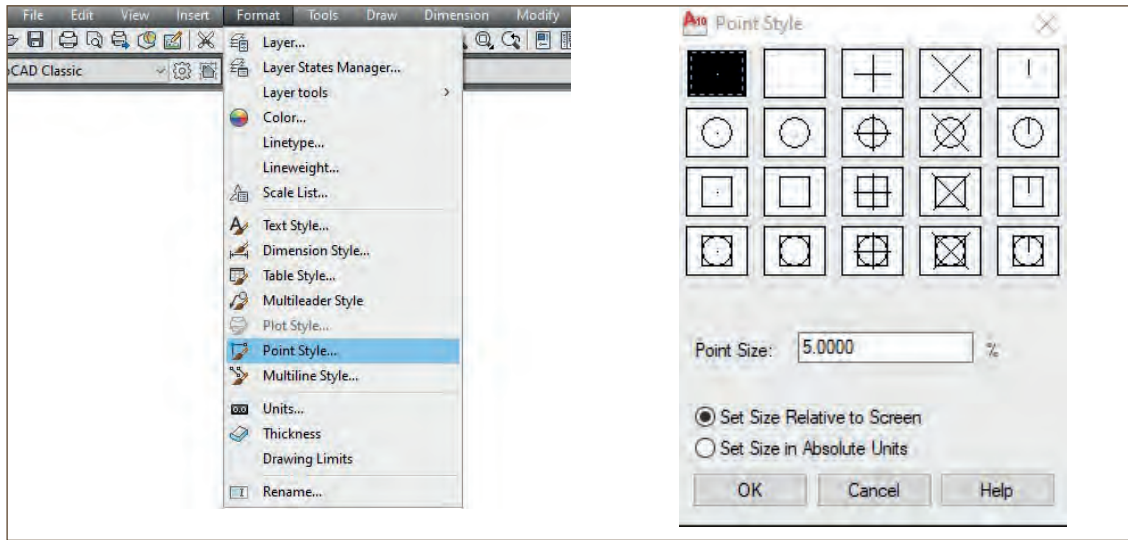 File Edit View Insert Format Tools Draw Dimension Modify
CAD Classic
Layer...
Layer States Manager...
Layer tools
Color...
Linetype...
Lineweight...
Scale List...
Text Style...
Dimension Style...
Table Style...
Multileader Style
Plot Style...
Point Style...
Multiline Style...
Units...
Thickness
Drawing Limits
Rename...
A10 Point Style
Point Size: 5.0000 %
Set Size Relative to Screen
Set Size in Absolute Units
OK Cancel Help